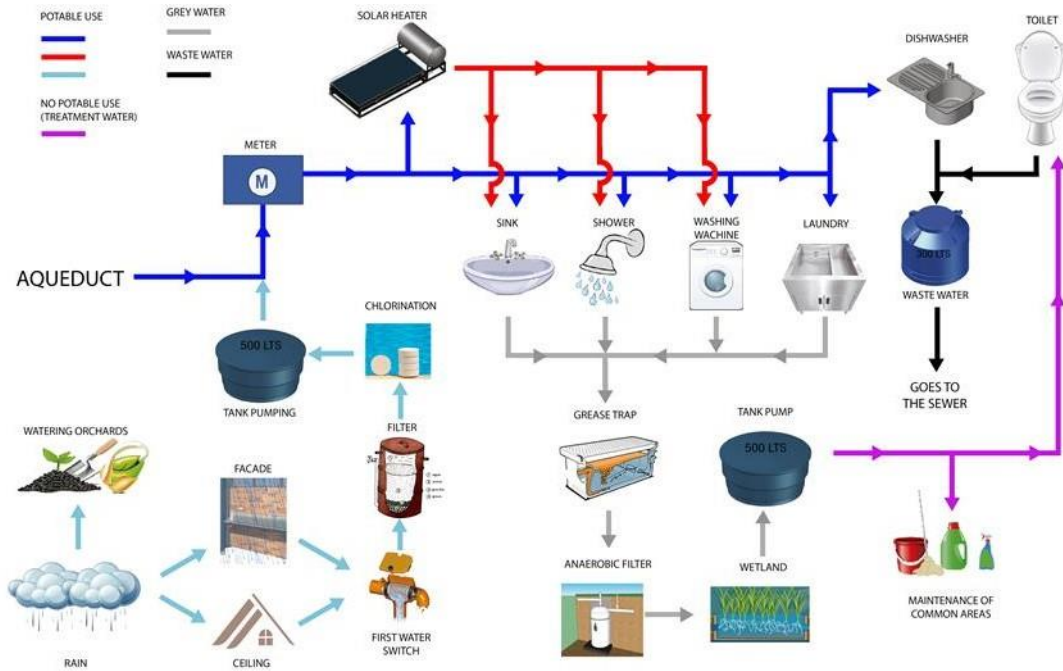 POTABLE USE
GREY WATER
WASTE WATER
NO POTABLE USE
(TREATMENT WATER)
SOLAR HEATER
DISHWASHER
TOILET
METER
M
SINK
SHOWER
WASHING
WACHINE
LAUNDRY
AQUEDUCT
300 LTS
WASTE WATER
CHLORINATION
500 LTS
TANK PUMPING
GOES TO
THE SEWER
GREASE TRAP
TANK PUMP
500 LTS
WATERING ORCHARDS
FACADE
FILTER
ANAEROBIC FILTER
WETLAND
MAINTENANCE OF
COMMON AREAS
RAIN
CEILING
FIRST WATER
SWITCH